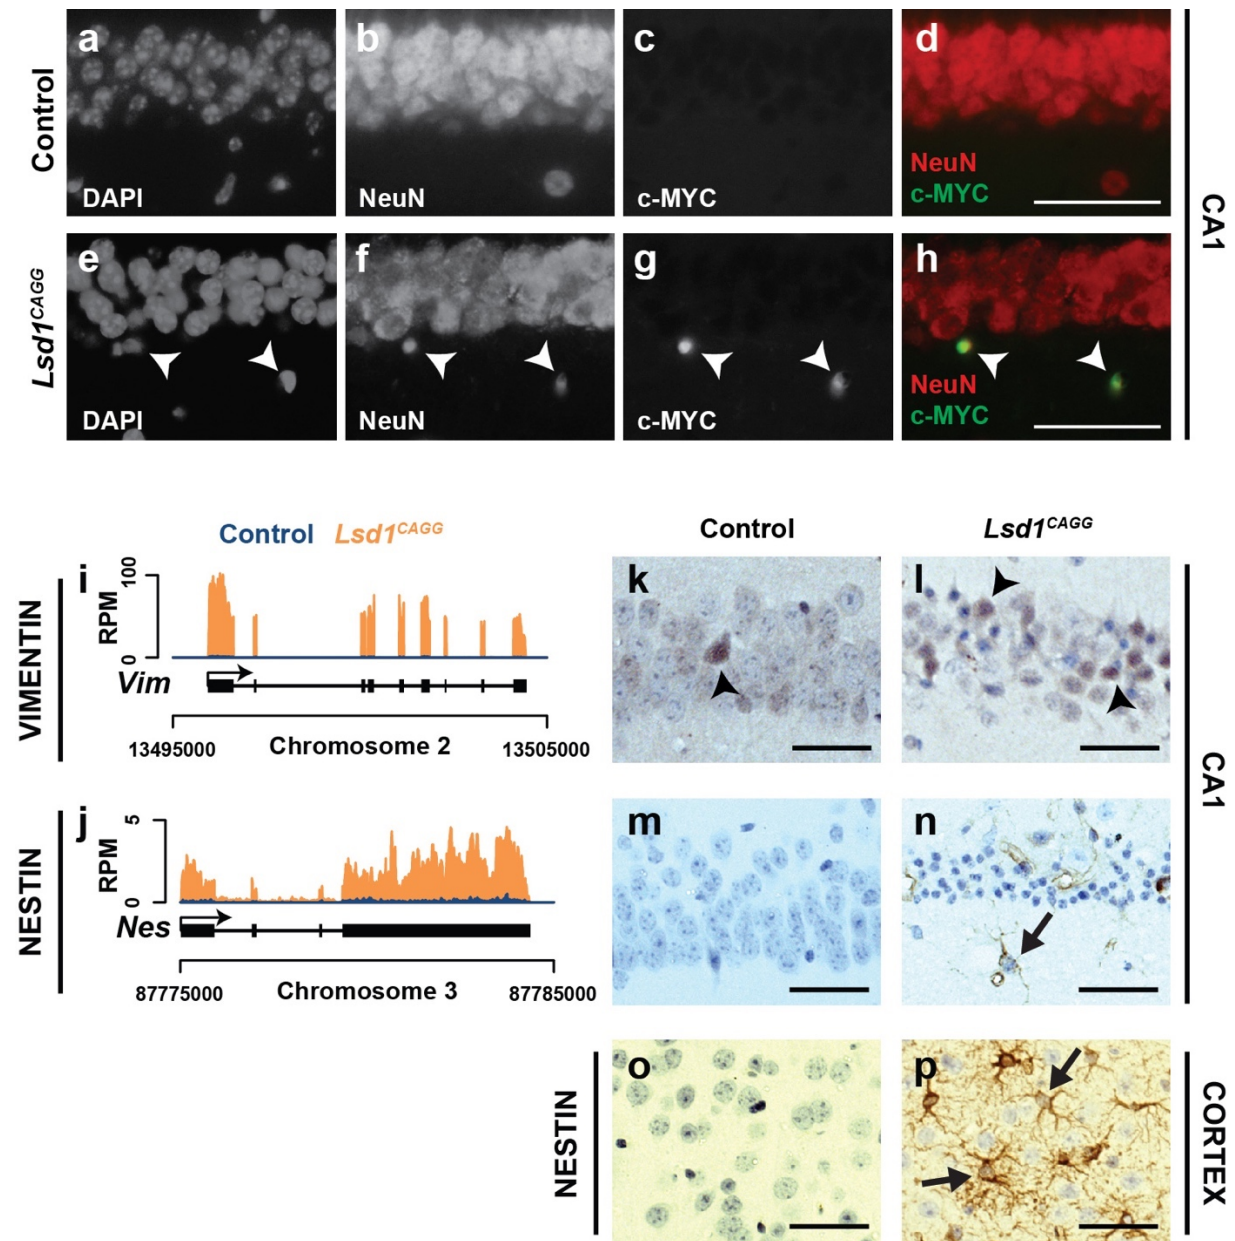 a b c d
Control
DAPI NeuN c-MYC NeuN
c-MYC
CA1
e f g h
Lsd1CAGG
DAPI NeuN c-MYC NeuN
c-MYC
Control Lsd1CAGG
Control Lsd1CAGG
VIMENTIN
i
RPM
100
0
Vim
13495000 Chromosome 2 13505000
k l
NESTIN
j
RPM
5
0
Nes
87775000 Chromosome 3 87785000
m n
CA1
NESTIN
o p
CORTEX